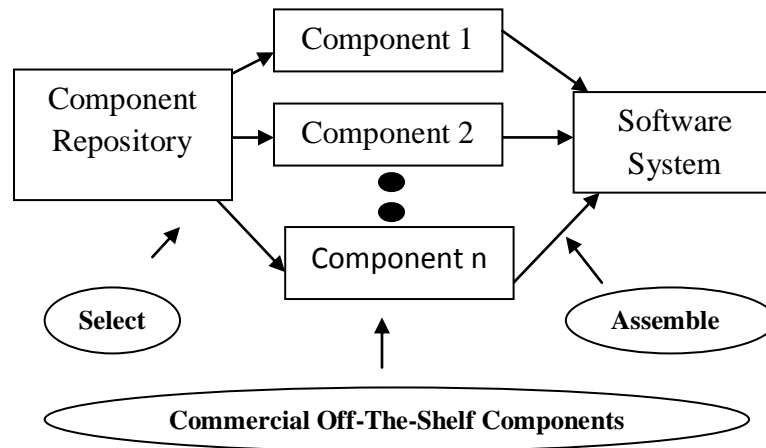 Component 1
Component
Repository
Component 2
Software
System
Component n
Select
Assemble
Commercial Off-The-Shelf Components